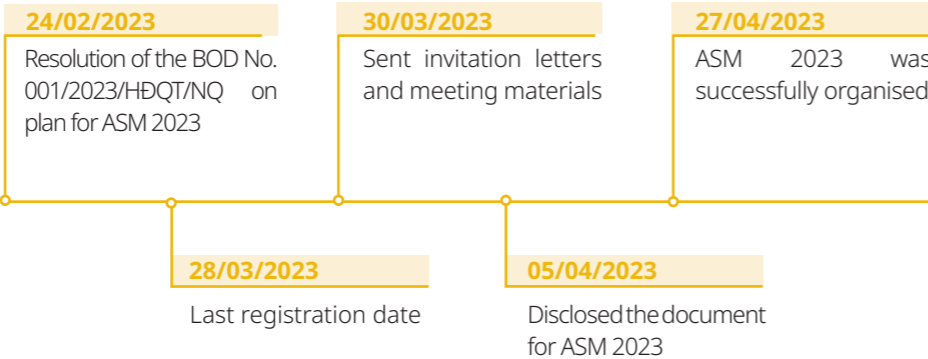 24/02/2023
Resolution of the BOD No.
001/2023/HĐQT/NQ on
plan for ASM 2023
30/03/2023
Sent invitation letters
and meeting materials
27/04/2023
ASM 2023 was
successfully organised
28/03/2023
Last registration date
05/04/2023
Disclosed the document
for ASM 2023